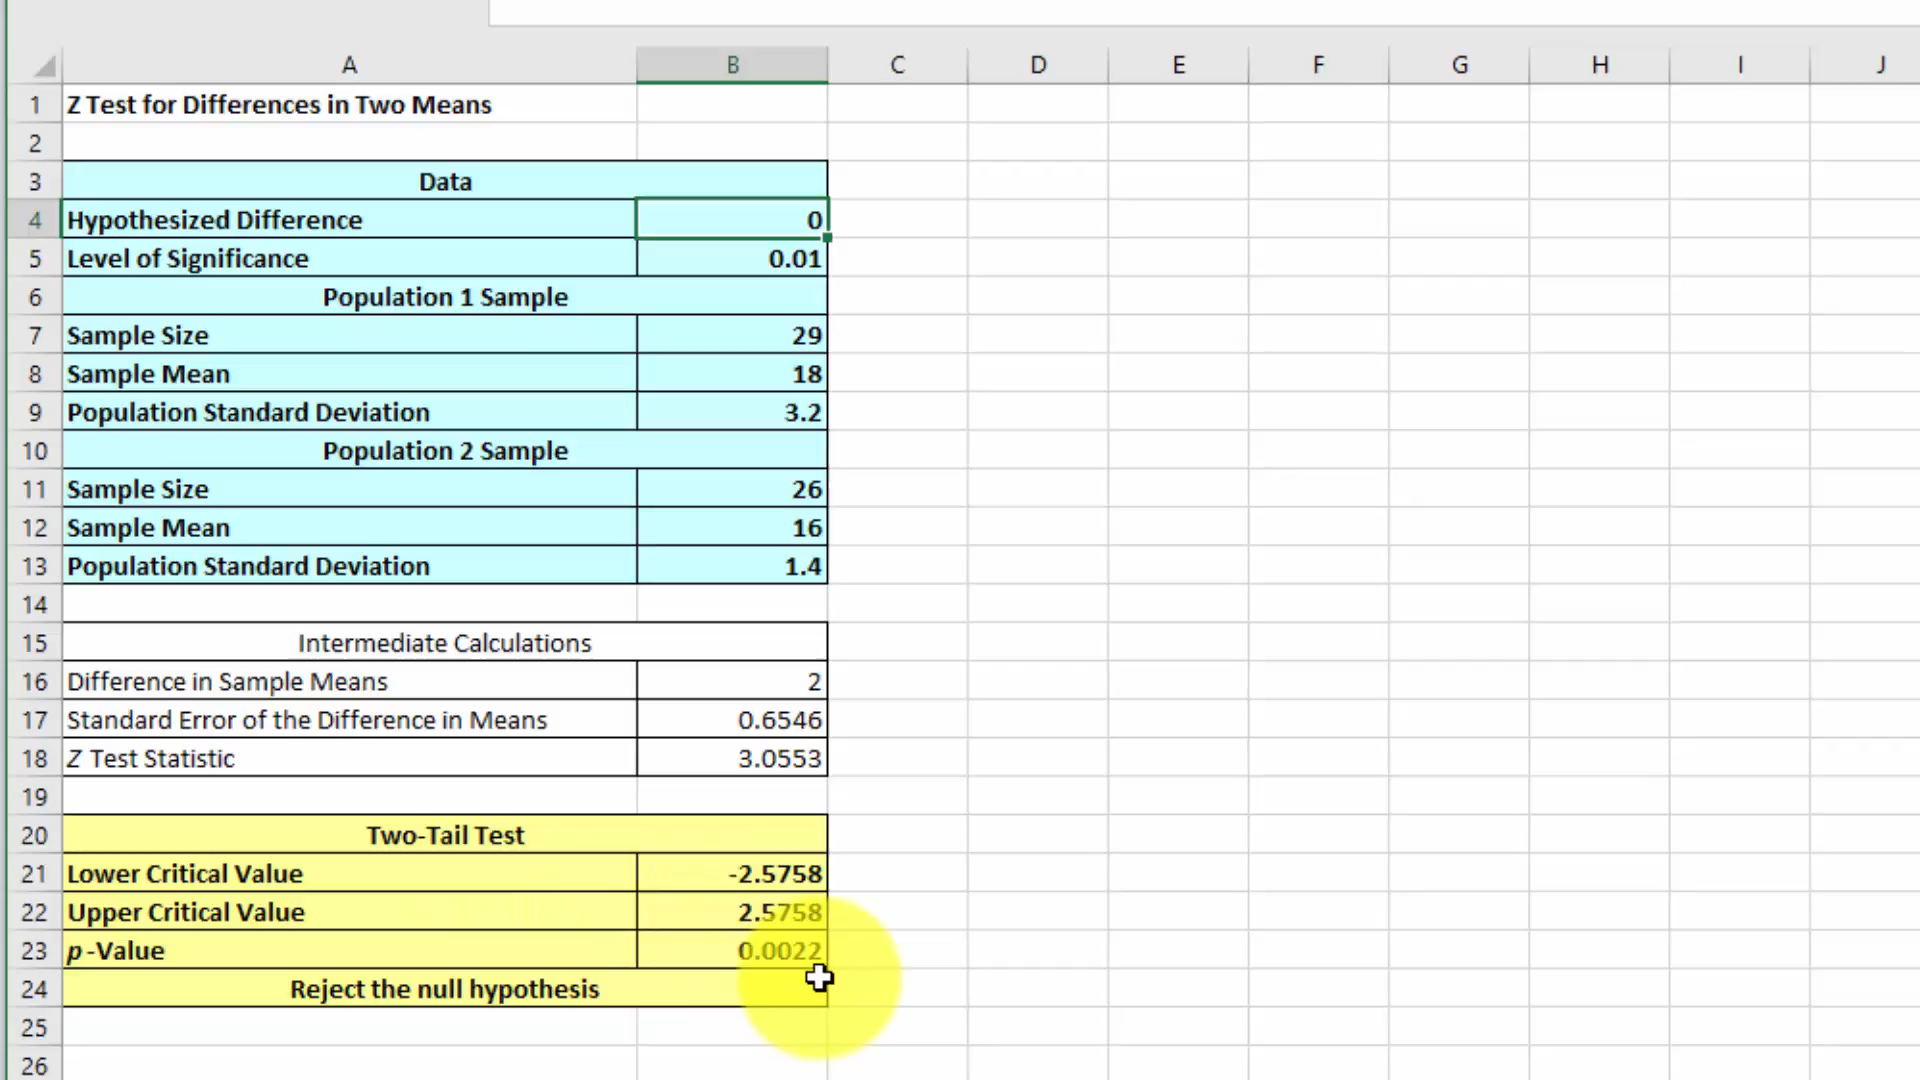 A B C D E F G H I J
1 Z Test for Differences in Two Means
2
3 Data
4 Hypothesized Difference 0
5 Level of Significance 0.01
6 Population 1 Sample
7 Sample Size 29
8 Sample Mean 18
9 Population Standard Deviation 3.2
10 Population 2 Sample
11 Sample Size 26
12 Sample Mean 16
13 Population Standard Deviation 1.4
14
15 Intermediate Calculations
16 Difference in Sample Means 2
17 Standard Error of the Difference in Means 0.6546
18 Z Test Statistic 3.0553
19
20 Two-Tail Test
21 Lower Critical Value -2.5758
22 Upper Critical Value 2.5758
23 p-Value 0.0022
24 Reject the null hypothesis
25
26